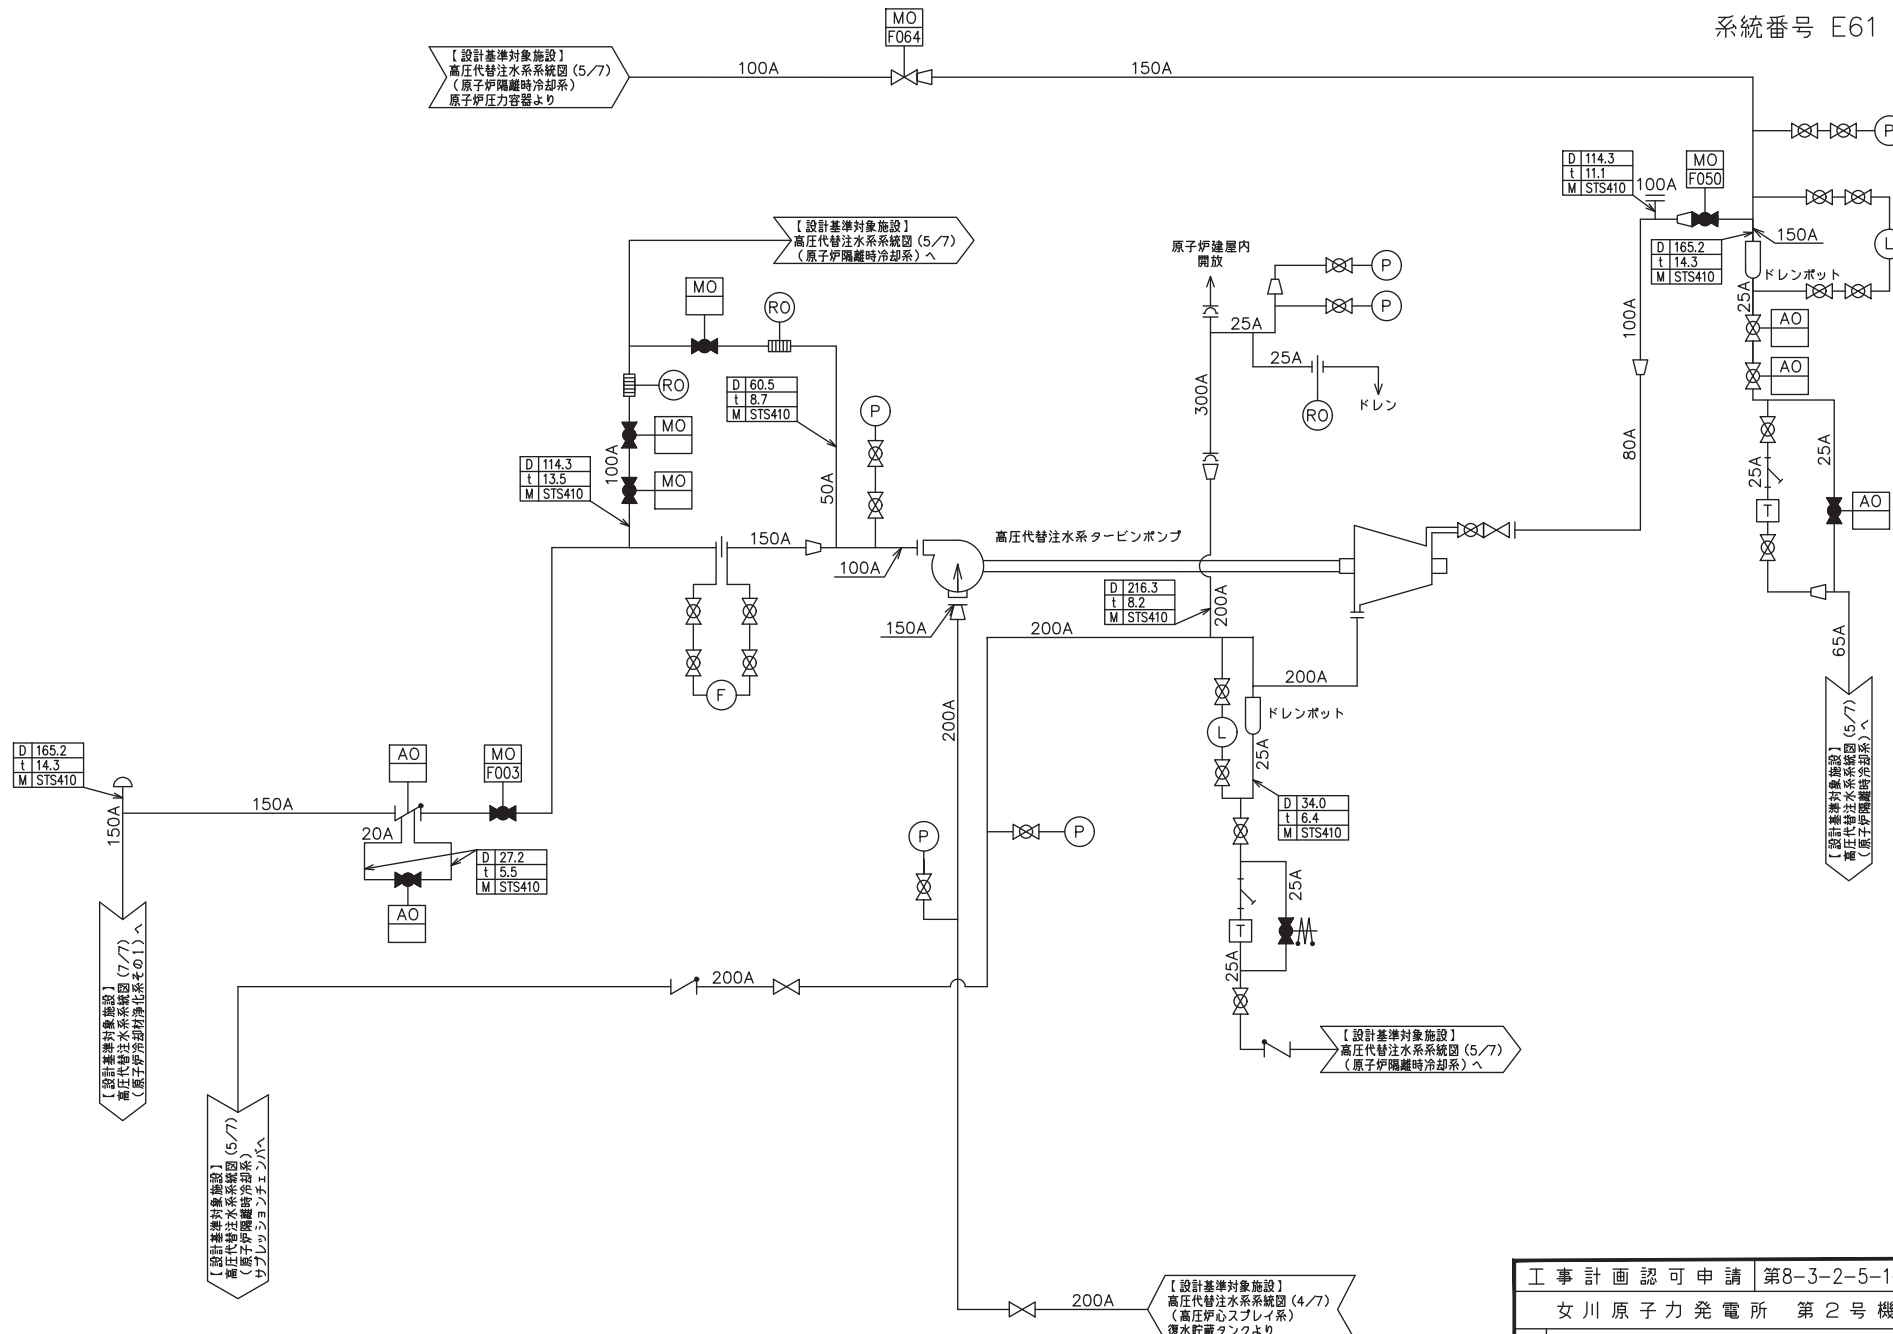 系統番号 E61
MO
F064
【設計基準対象施設】
高圧代替注水系系統図（5／7）
（原子炉隔離時冷却系）
原子炉圧力容器より
100A
150A
P
D 114.3
t 11.1
M STS410
100A
MO
F050
150A
D 165.2
t 14.3
M STS410
L
ドレンポット
25A
AO
AO
100A
80A
25A
25A
T
AO
65A
【設計基準対象施設】
高圧代替注水系系統図（5／7）
（原子炉隔離時冷却系）へ
【設計基準対象施設】
高圧代替注水系系統図（5／7）
（原子炉隔離時冷却系）へ
MO
RO
RO
MO
MO
100A
D 60.5
t 8.7
M STS410
50A
P
D 114.3
t 13.5
M STS410
150A
100A
F
原子炉建屋内
開放
P
P
25A
25A
RO
ドレン
300A
高圧代替注水系タービンポンプ
D 216.3
t 8.2
M STS410
200A
150A
200A
200A
200A
L
ドレンポット
25A
D 34.0
t 6.4
M STS410
P
P
25A
T
25A
【設計基準対象施設】
高圧代替注水系系統図（5／7）
（原子炉隔離時冷却系）へ
D 165.2
t 14.3
M STS410
150A
150A
AO
MO
F003
20A
D 27.2
t 5.5
M STS410
AO
【設計基準対象施設】
高圧代替注水系系統図（7／7）
（原子炉冷却材浄化系その1）へ
200A
【設計基準対象施設】
高圧代替注水系系統図（5／7）
（原子炉隔離時冷却系）
サプレッションチェンバへ
200A
【設計基準対象施設】
高圧代替注水系系統図（4／7）
（高圧炉心スプレイ系）
復水貯蔵タンクより
工事計画認可申請 第8-3-2-5-1
女川原子力発電所 第2号機